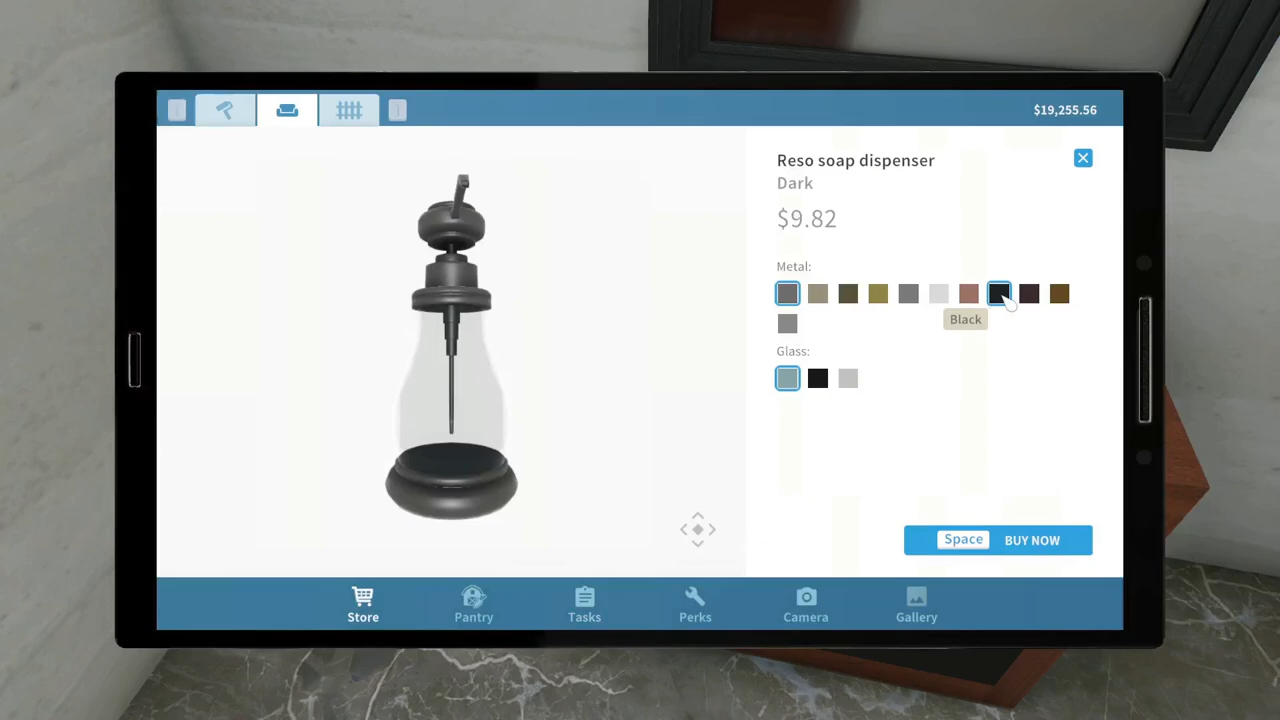 $19,255.56
Reso soap dispenser
Dark
$9.82
Metal:
Black
Glass:
Space BUY NOW
Store Pantry Tasks Perks Camera Gallery